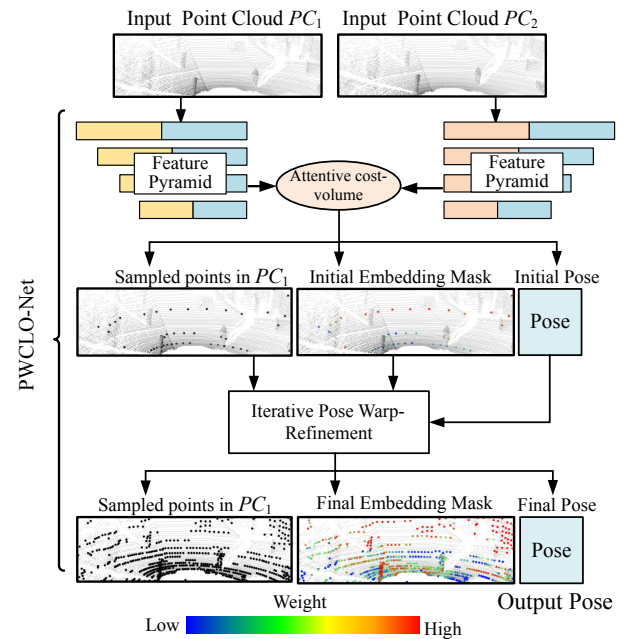 Input Point Cloud PC₁
Input Point Cloud PC₂
PWCLO-Net
Feature
Pyramid
Attentive cost-
volume
Feature
Pyramid
Sampled points in PC₁
Initial Embedding Mask
Initial Pose
Pose
Iterative Pose Warp-
Refinement
Sampled points in PC₁
Final Embedding Mask
Final Pose
Pose
Output Pose
Weight
Low
High